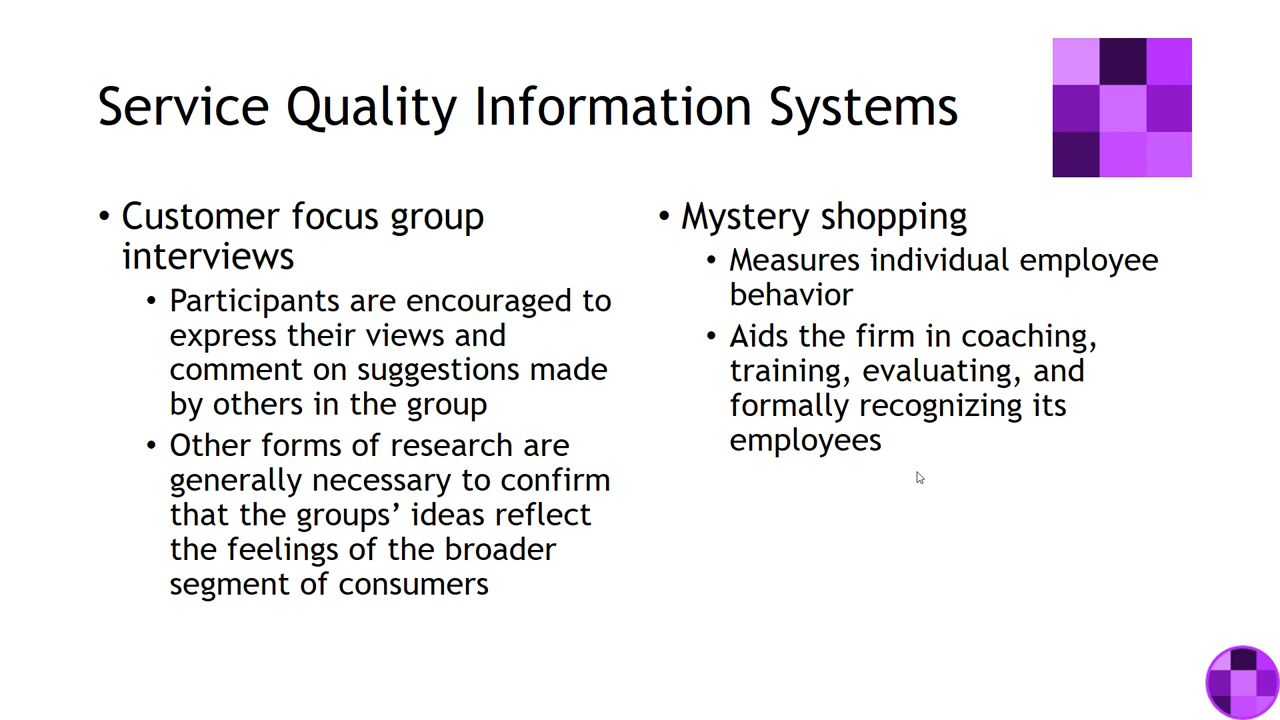 Service Quality Information Systems
• Customer focus group
interviews
• Participants are encouraged to
express their views and
comment on suggestions made
by others in the group
• Other forms of research are
generally necessary to confirm
that the groups’ ideas reflect
the feelings of the broader
segment of consumers
• Mystery shopping
• Measures individual employee
behavior
• Aids the firm in coaching,
training, evaluating, and
formally recognizing its
employees